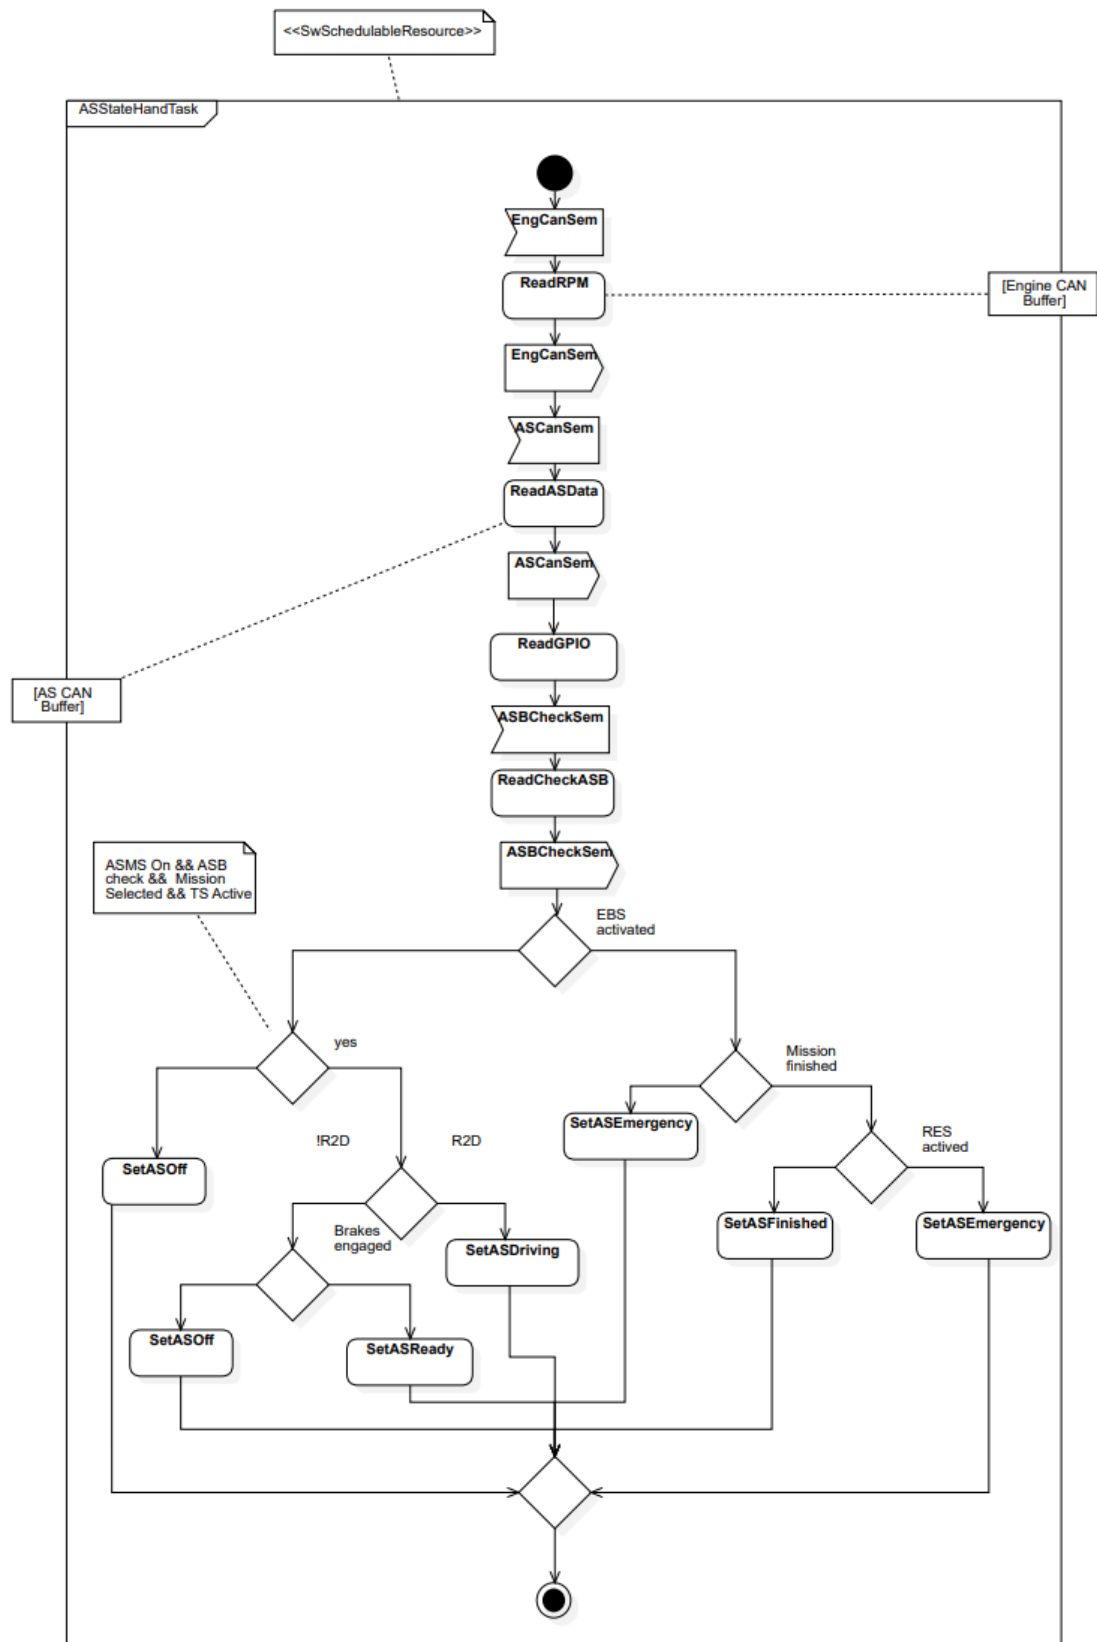 <<SwSchedulableResource>>
ASStateHandTask
EngCanSem
ReadRPM
[Engine CAN
Buffer]
EngCanSem
ASCanSem
ReadASData
ASCanSem
ReadGPIO
[AS CAN
Buffer]
ASBCheckSem
ReadCheckASB
ASBCheckSem
ASMS On && ASB
check && Mission
Selected && TS Active
EBS
activated
yes
Mission
finished
SetASEmergency
RES
actived
!R2D
R2D
SetASOff
SetASFinished
SetASEmergency
Brakes
engaged
SetASDriving
SetASOff
SetASReady